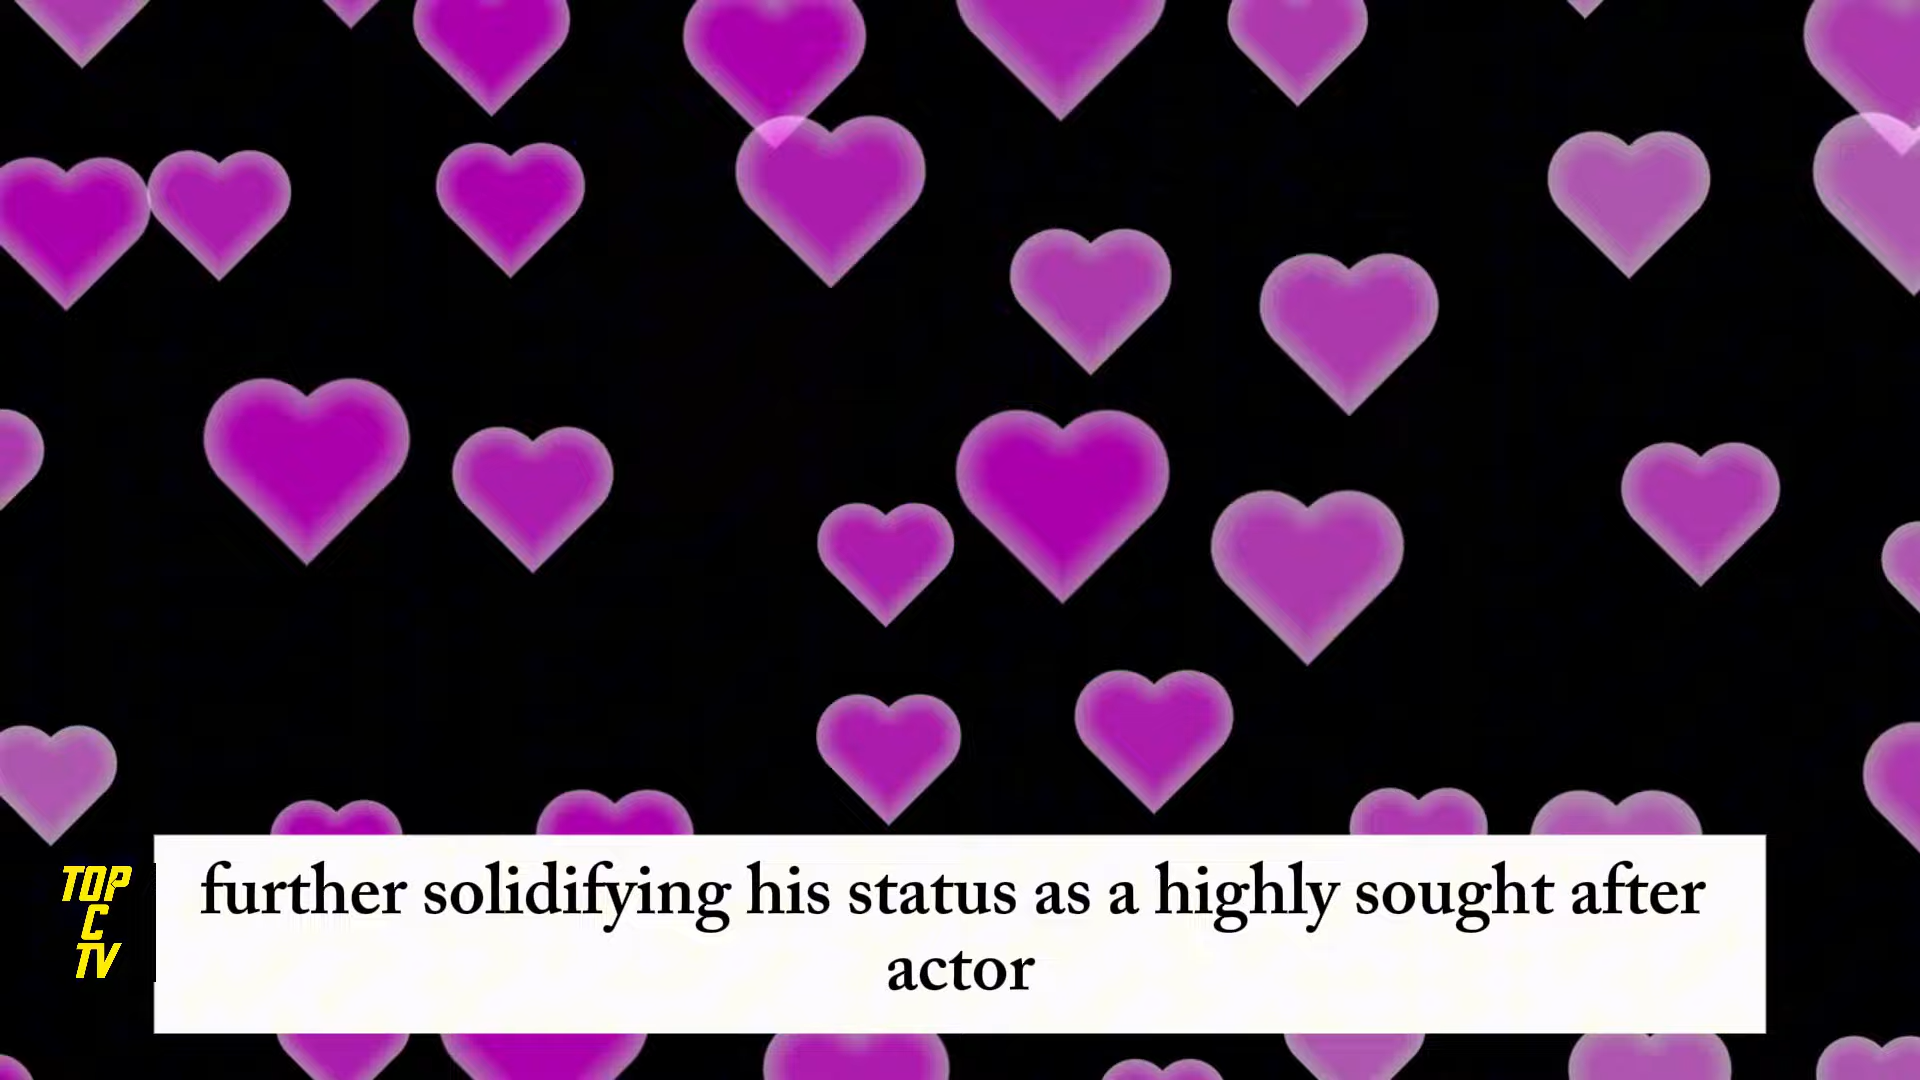 TOP
C
TV
further solidifying his status as a highly sought after
actor